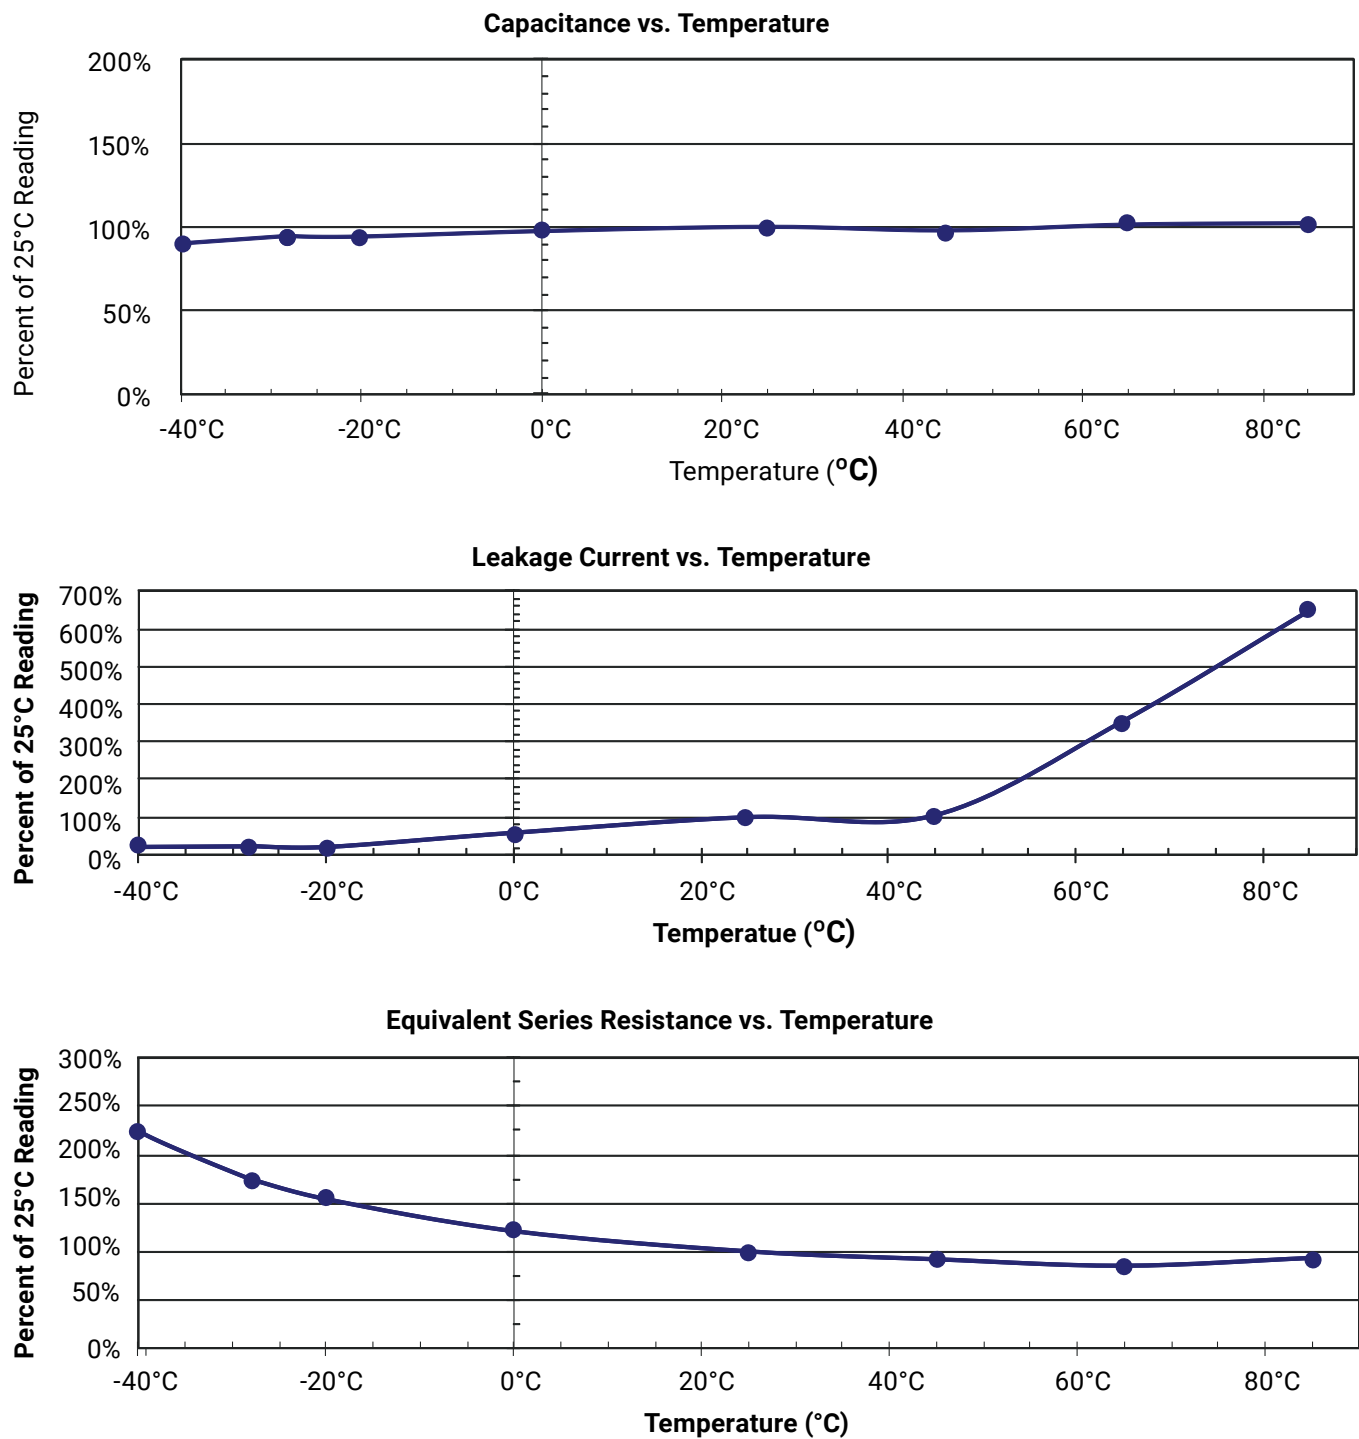 Capacitance vs. Temperature
200%
150%
100%
50%
0%
Percent of 25°C Reading
-40°C -20°C 0°C 20°C 40°C 60°C 80°C
Temperature (°C)
Leakage Current vs. Temperature
700%
600%
500%
400%
300%
200%
100%
0%
Percent of 25°C Reading
-40°C -20°C 0°C 20°C 40°C 60°C 80°C
Temperatue (°C)
Equivalent Series Resistance vs. Temperature
300%
250%
200%
150%
100%
50%
0%
Percent of 25°C Reading
-40°C -20°C 0°C 20°C 40°C 60°C 80°C
Temperature (°C)